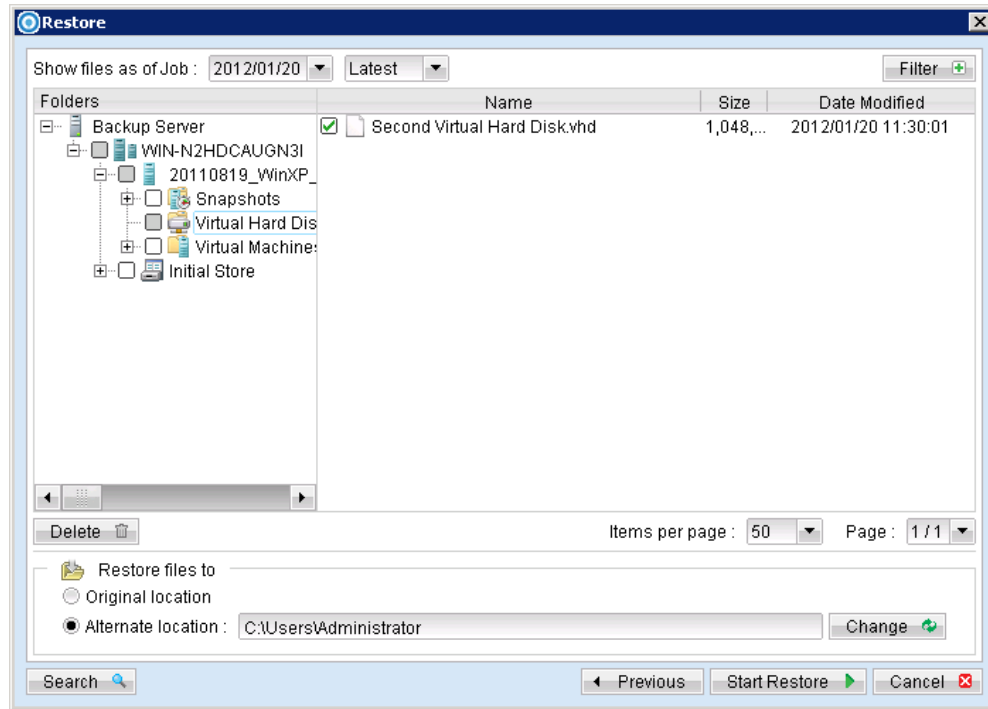 Restore
Show files as of Job : 2012/01/20 Latest Filter
Folders Name Size Date Modified
Backup Server
Second Virtual Hard Disk.vhd 1,048,... 2012/01/20 11:30:01
WIN-N2HDCAUGN3I
20110819_WinXP_
Snapshots
Virtual Hard Dis
Virtual Machines
Initial Store
Delete Items per page : 50 Page : 1 / 1
Restore files to
Original location
Alternate location : C:\Users\Administrator Change
Search Previous Start Restore Cancel